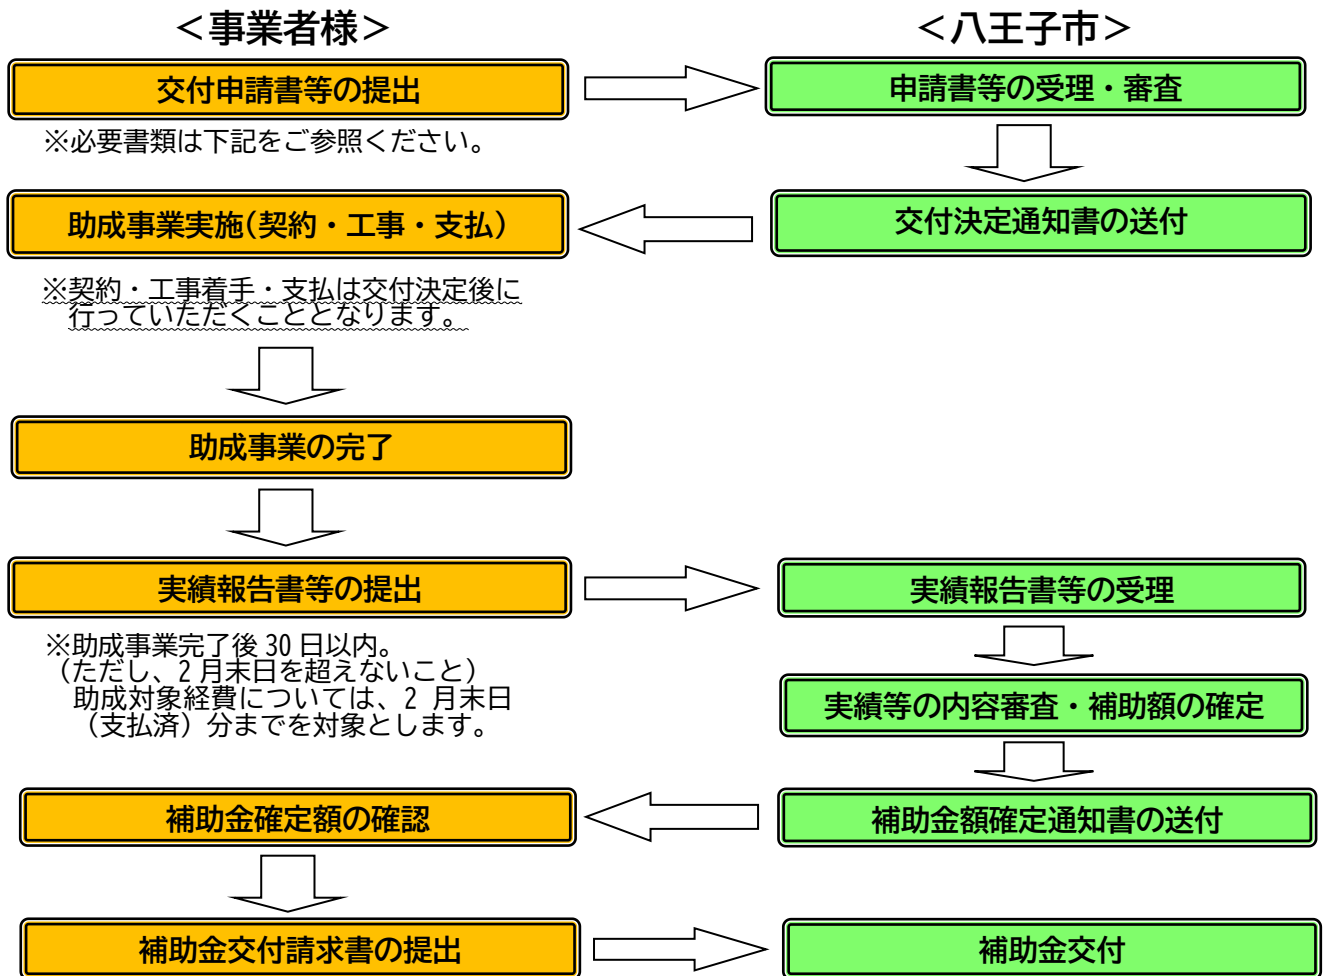 ＜事業者様＞
＜八王子市＞
交付申請書等の提出
申請書等の受理・審査
※必要書類は下記をご参照ください。
交付決定通知書の送付
助成事業実施(契約・工事・支払)
※契約・工事着手・支払は交付決定後に
行っていただくこととなります。
助成事業の完了
実績報告書等の提出
実績報告書等の受理
※助成事業完了後 30 日以内。
（ただし、2 月末日を超えないこと）
助成対象経費については、2 月末日
（支払済）分までを対象とします。
実績等の内容審査・補助額の確定
補助金額確定通知書の送付
補助金確定額の確認
補助金交付請求書の提出
補助金交付